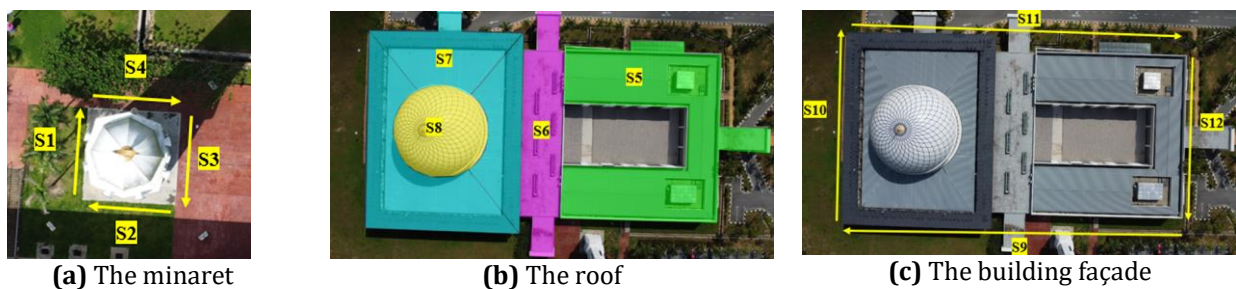 S4
S1
S3
S2
(a) The minaret
S7
S5
S8
S6
(b) The roof
S11
S10
S12
S9
(c) The building façade